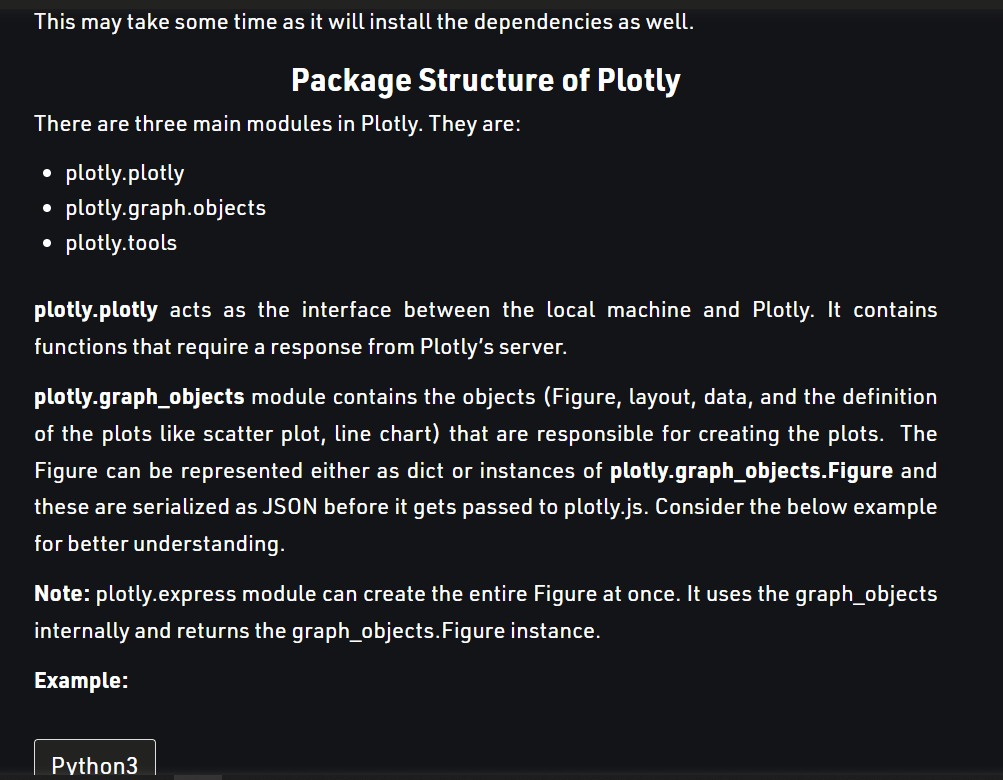 This may take some time as it will install the dependencies as well.
Package Structure of Plotly
There are three main modules in Plotly. They are:
• plotly.plotly
• plotly.graph.objects
• plotly.tools
plotly.plotly acts as the interface between the local machine and Plotly. It contains
functions that require a response from Plotly’s server.
plotly.graph_objects module contains the objects (Figure, layout, data, and the definition
of the plots like scatter plot, line chart) that are responsible for creating the plots. The
Figure can be represented either as dict or instances of plotly.graph_objects.Figure and
these are serialized as JSON before it gets passed to plotly.js. Consider the below example
for better understanding.
Note: plotly.express module can create the entire Figure at once. It uses the graph_objects
internally and returns the graph_objects.Figure instance.
Example:
Python3